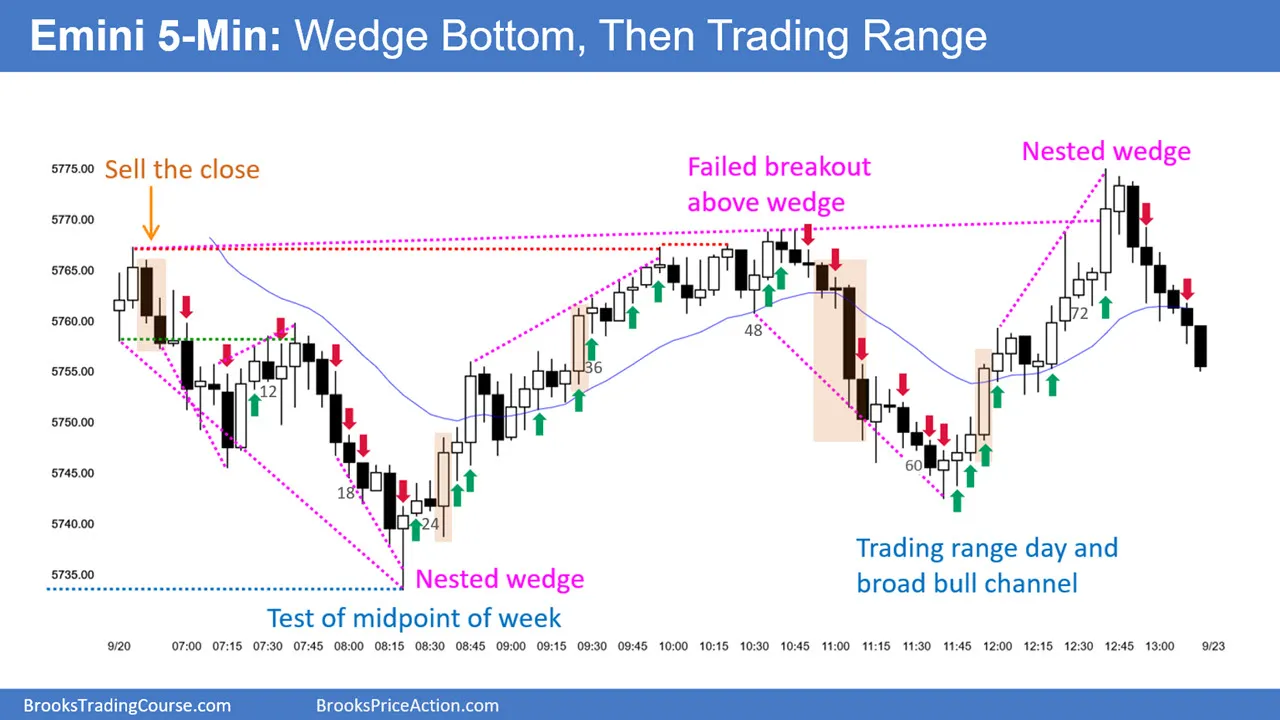 Emini 5-Min: Wedge Bottom, Then Trading Range
Nested wedge
Failed breakout
above wedge
Sell the close
5775.00
5770.00
5765.00
5760.00
5755.00
5750.00
5745.00
5740.00
5735.00
12
18
24
36
48
60
72
Nested wedge
Test of midpoint of week
Trading range day and
broad bull channel
9/20 07:00 07:15 07:30 07:45 08:00 08:15 08:30 08:45 09:00 09:15 09:30 09:45 10:00 10:15 10:30 10:45 11:00 11:15 11:30 11:45 12:00 12:15 12:30 12:45 13:00 9/23
BrooksTradingCourse.com BrooksPriceAction.com